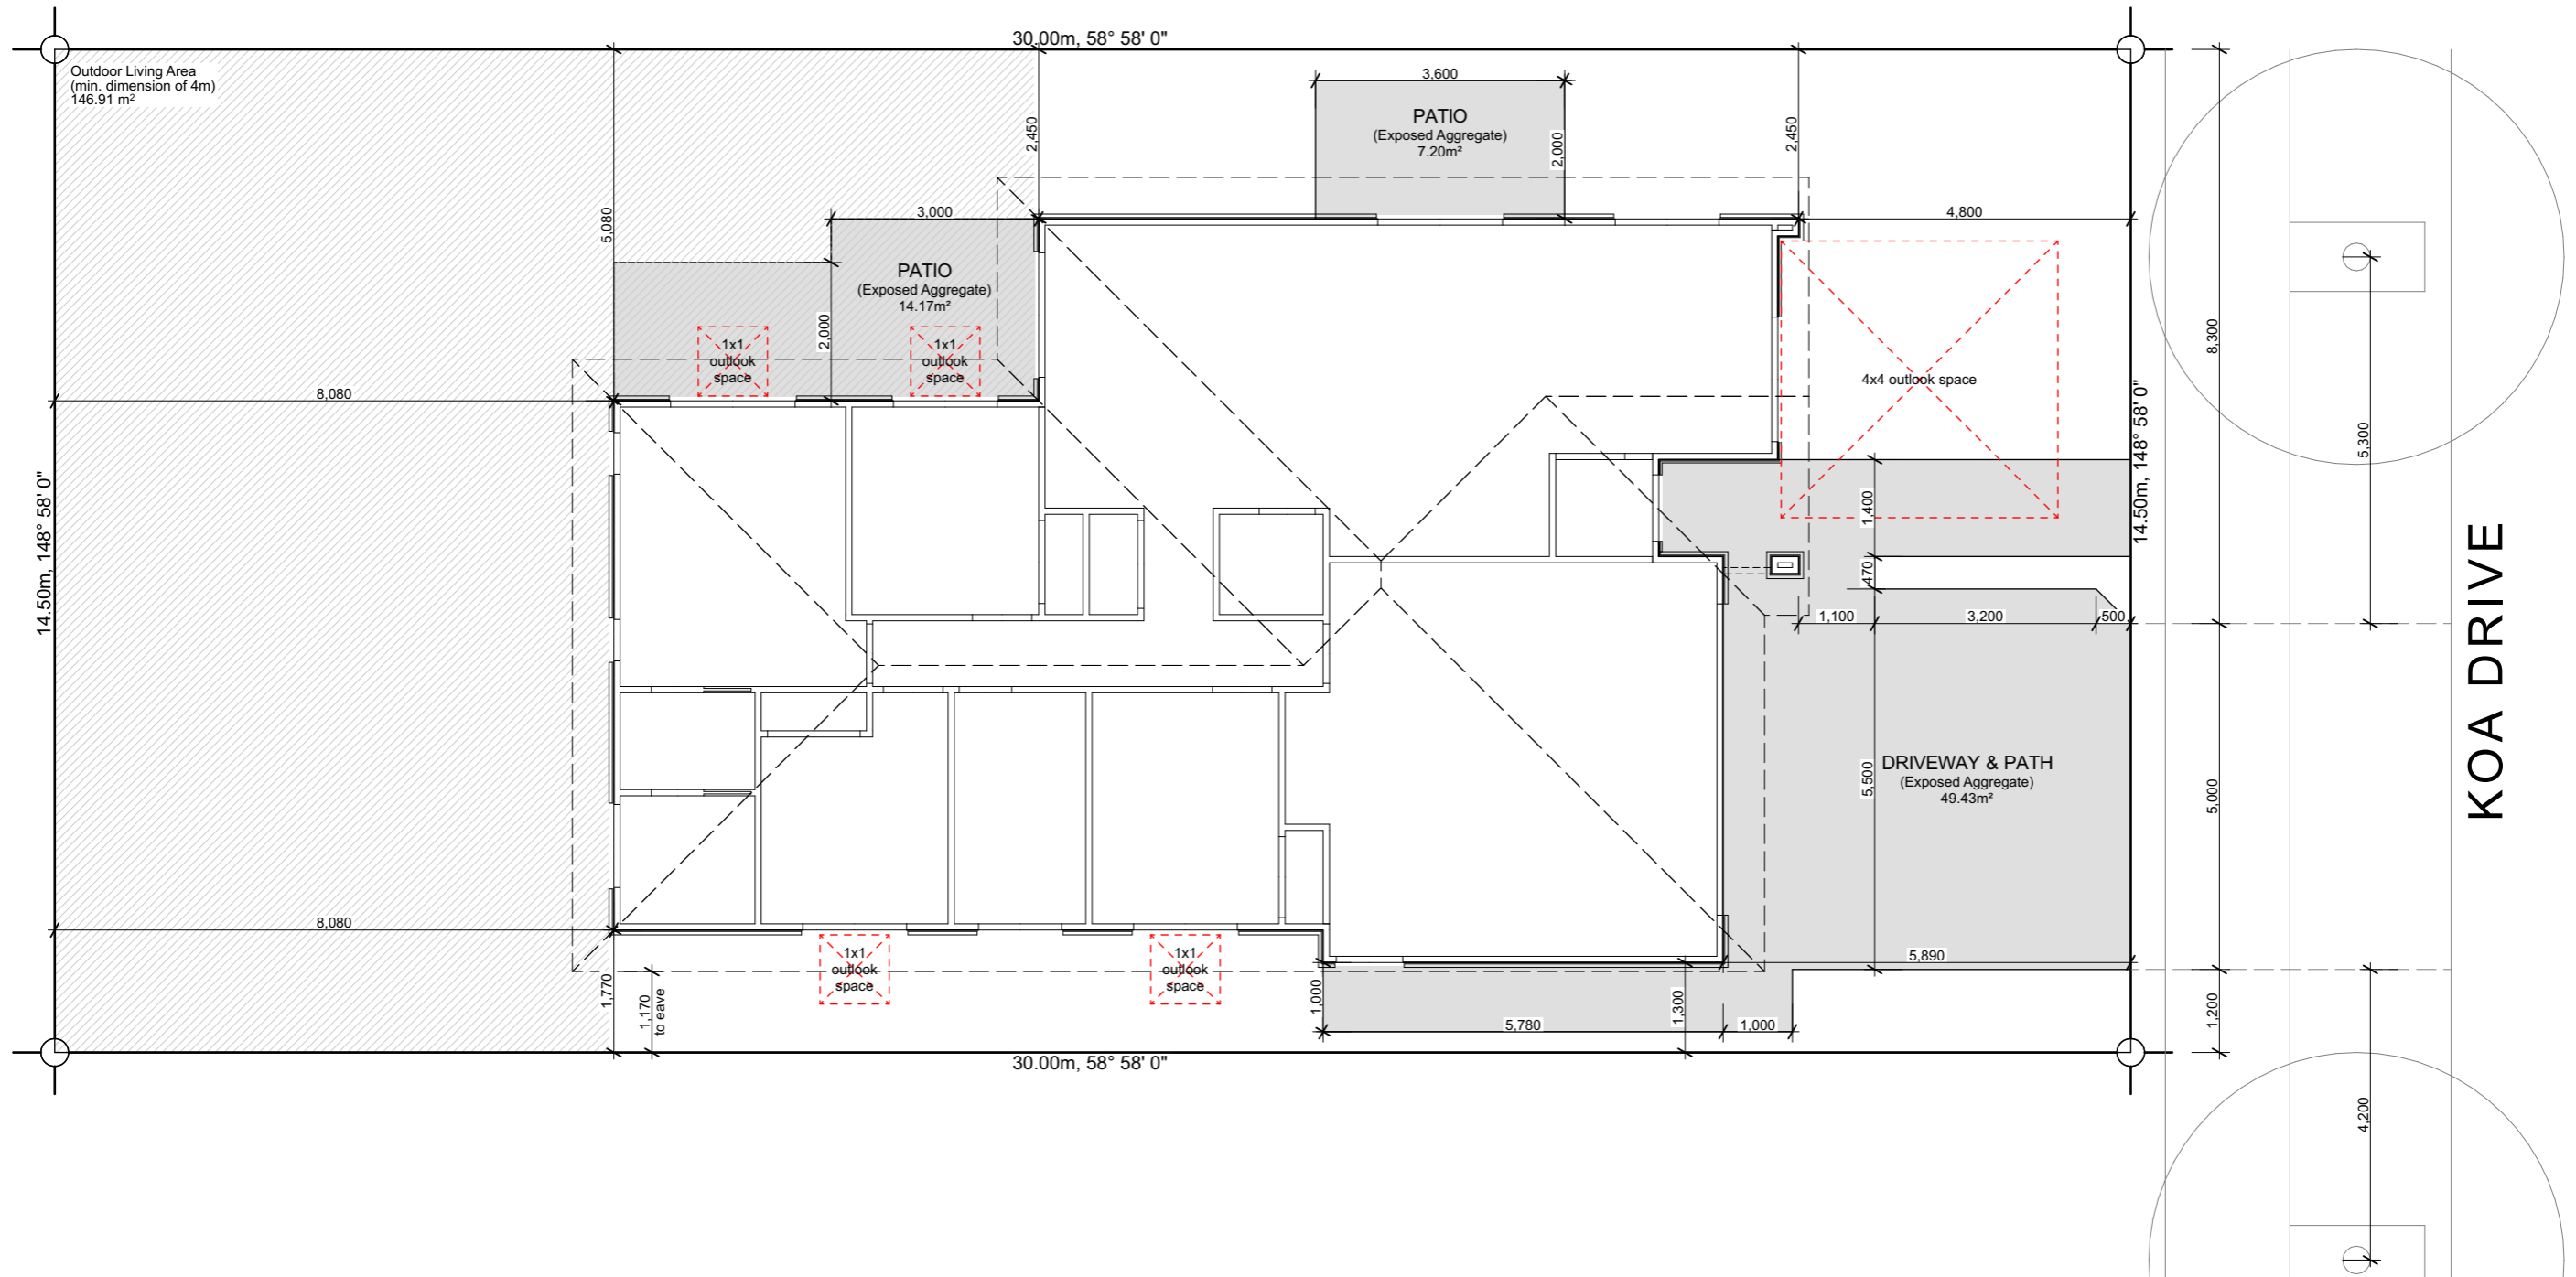 30.00m, 58° 58' 0"
Outdoor Living Area
(min. dimension of 4m)
146.91 m²
3,600
PATIO
(Exposed Aggregate)
7.20m²
2,000
2,450
2,450
5,080
3,000
4,800
PATIO
(Exposed Aggregate)
14.17m²
2,000
1x1
outlook
space
1x1
outlook
space
4x4 outlook space
8,080
8,300
5,300
14.50m, 148° 58' 0"
14.50m, 148° 58' 0"
1,400
470
1,100
3,200
500
KOA DRIVE
DRIVEWAY & PATH
(Exposed Aggregate)
49.43m²
5,500
5,000
8,080
5,890
1x1
outlook
space
1x1
outlook
space
1,770
1,170
to eave
1,000
1,300
5,780
1,000
1,200
30.00m, 58° 58' 0"
4,200